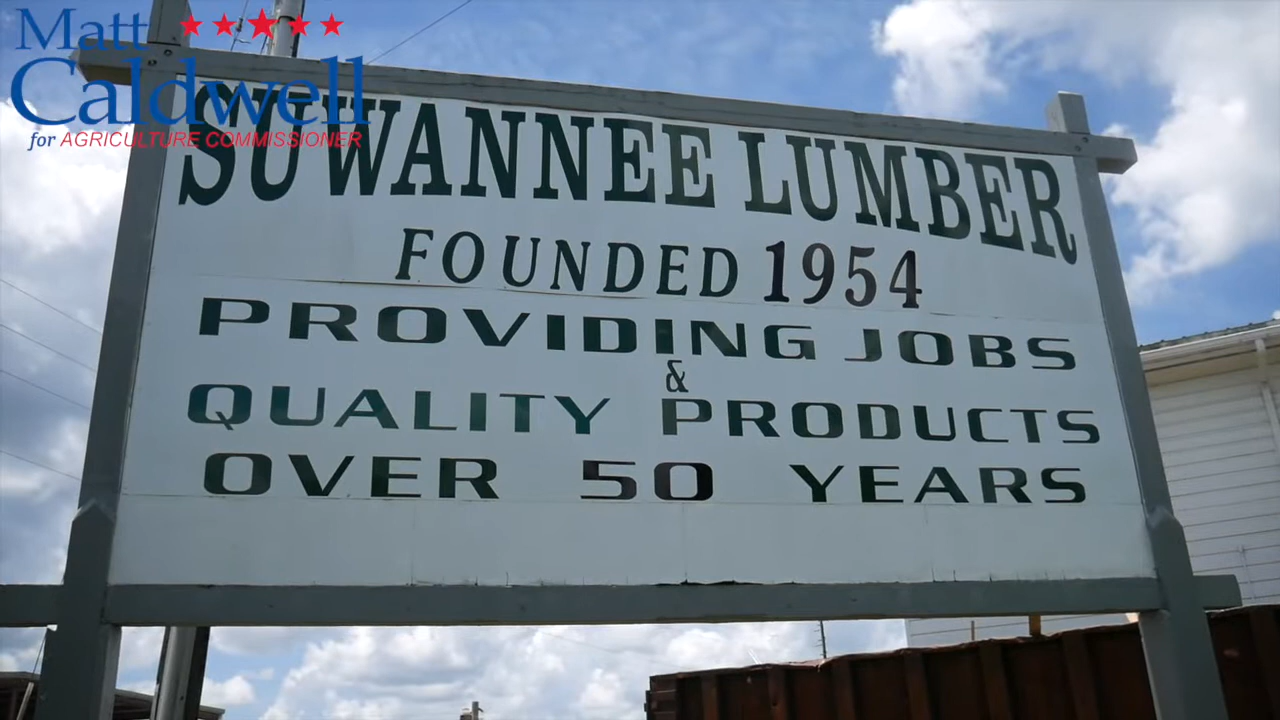 Matt
Caldwell
for AGRICULTURE COMMISSIONER
SUWANNEE LUMBER
FOUNDED 1954
PROVIDING JOBS
&
QUALITY PRODUCTS
OVER 50 YEARS